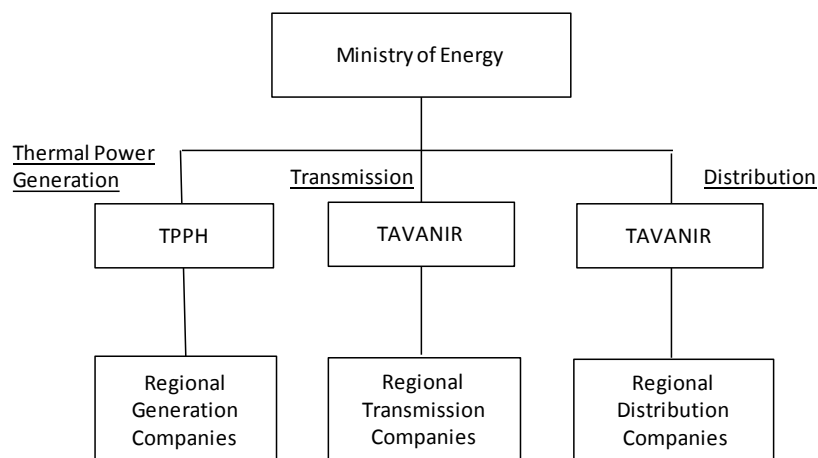 Ministry of Energy
Thermal Power
Generation
Transmission
Distribution
TPPH
TAVANIR
TAVANIR
Regional
Generation
Companies
Regional
Transmission
Companies
Regional
Distribution
Companies